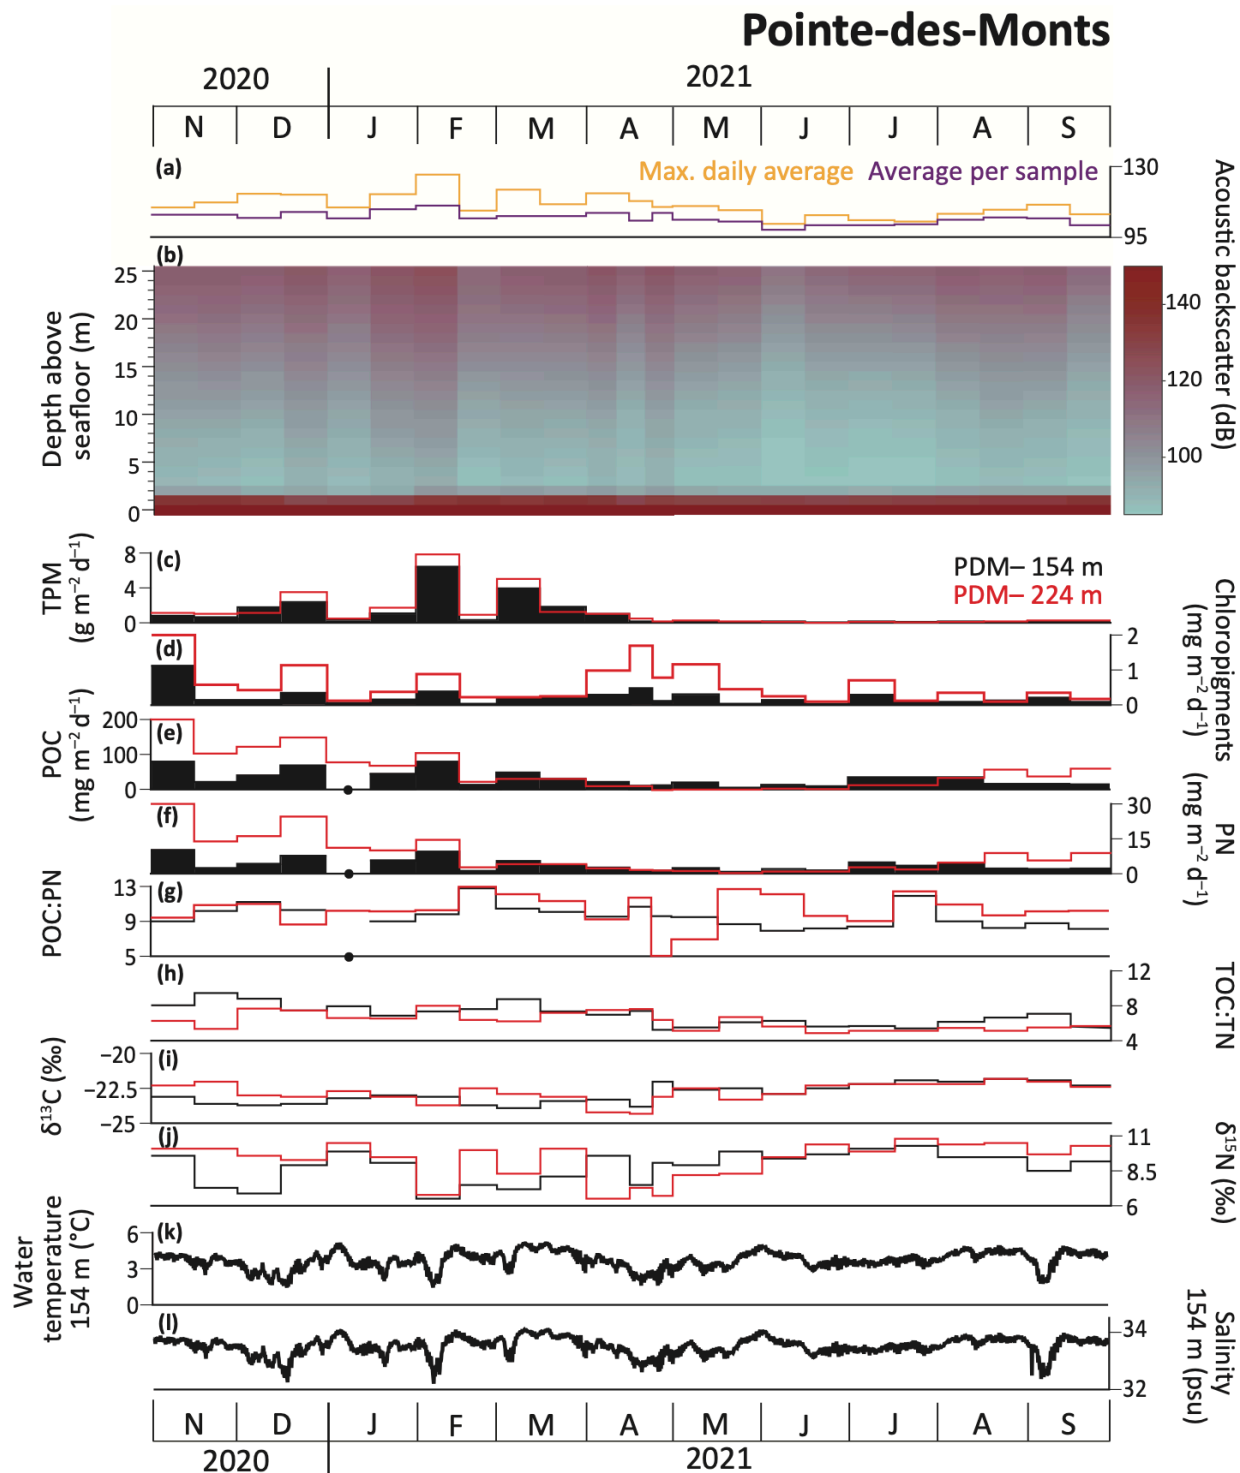 Pointe-des-Monts
2020 2021
N D J F M A M J J A S
(a) Max. daily average Average per sample
130
95
Acoustic backscatter (dB)
(b)
25
20
15
10
5
0
Depth above
seafloor (m)
140
120
100
(c)
8
4
0
TPM
(g m–2 d–1)
PDM– 154 m
PDM– 224 m
(d)
2
1
0
Chloropigments
(mg m–2 d–1)
(e)
200
100
0
POC
(mg m–2 d–1)
(f)
30
15
0
PN
(mg m–2 d–1)
(g)
13
9
5
POC:PN
(h)
12
8
4
TOC:TN
(i)
–20
–22.5
–25
δ13C (‰)
(j)
11
8.5
6
δ15N (‰)
(k)
6
3
0
Water
temperature
154 m (°C)
(l)
34
32
Salinity
154 m (psu)
N D J F M A M J J A S
2020 2021